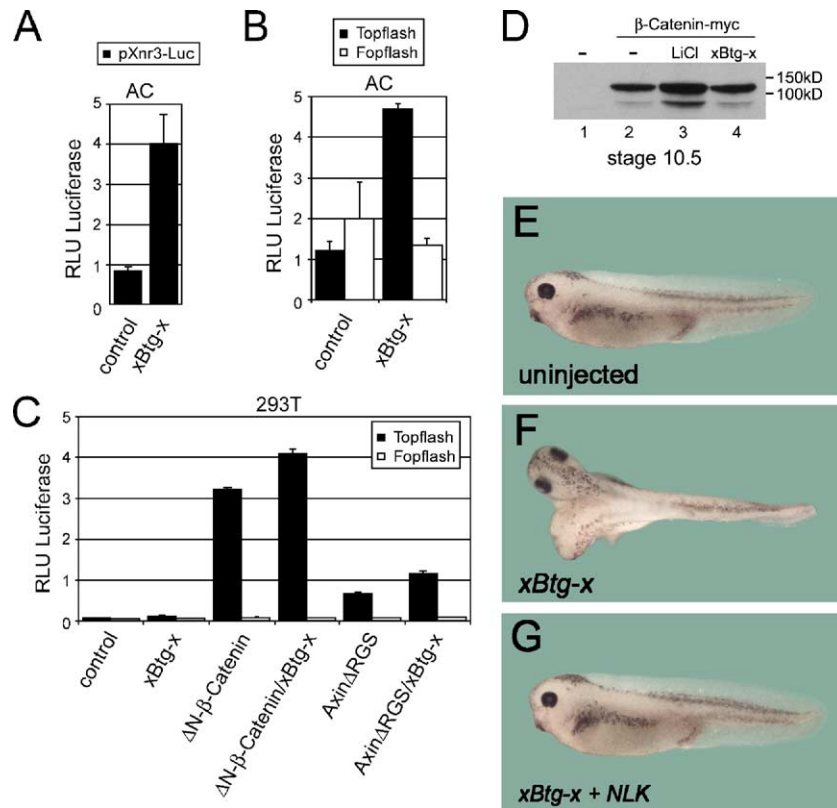 A
pXnr3-Luc
AC
RLU Luciferase
5
4
3
2
1
0
control
xBtg-x
B
Topflash
Fopflash
AC
RLU Luciferase
5
4
3
2
1
0
control
xBtg-x
C
293T
Topflash
Fopflash
RLU Luciferase
5
4
3
2
1
0
control
xBtg-x
ΔN-β-Catenin
ΔN-β-Catenin/xBtg-x
AxinΔRGS
AxinΔRGS/xBtg-x
D
β-Catenin-myc
- - LiCl xBtg-x
150kD
100kD
1 2 3 4
stage 10.5
E
uninjected
F
xBtg-x
G
xBtg-x + NLK